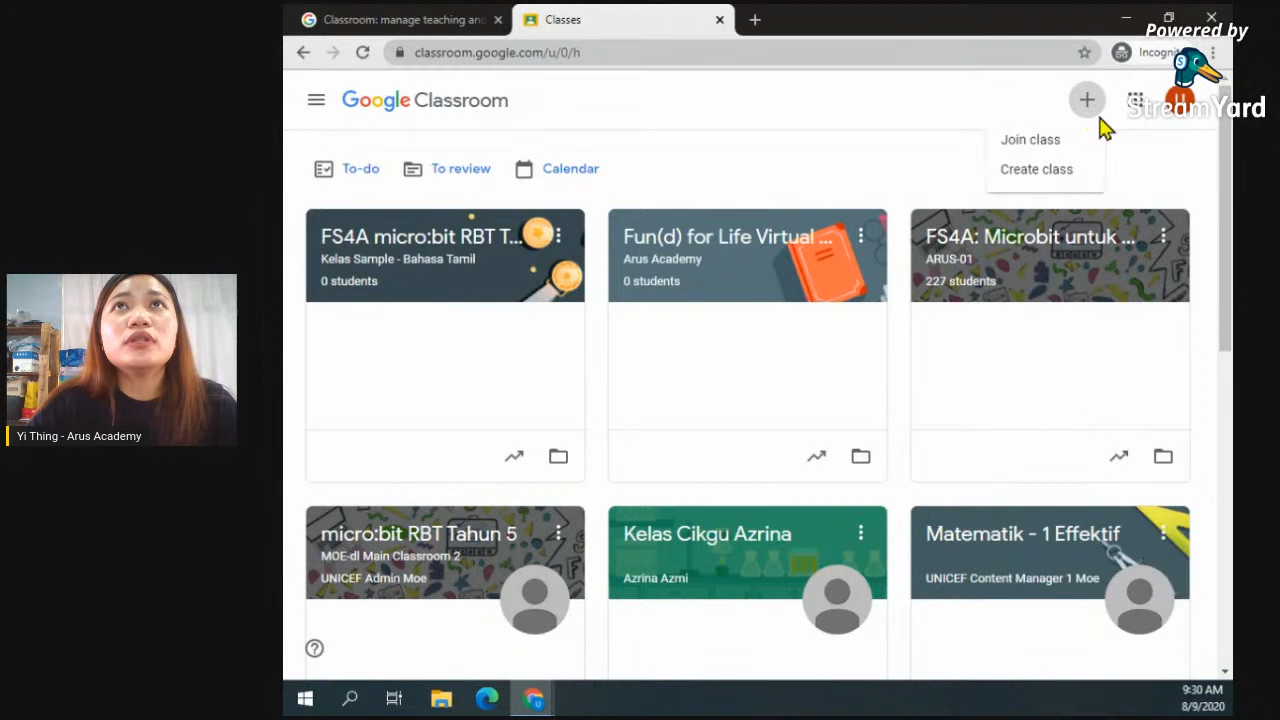 Classroom: manage teaching and
Classes
Powered by
classroom.google.com/u/0/h
StreamYard
Google Classroom
U
Join class
Create class
To-do
To review
Calendar
FS4A micro:bit RBT T...
Kelas Sample - Bahasa Tamil
0 students
Fun(d) for Life Virtual ...
Arus Academy
0 students
FS4A: Microbit untuk ...
ARUS-01
227 students
Yi Thing - Arus Academy
micro:bit RBT Tahun 5
MOE-dl Main Classroom 2
UNICEF Admin Moe
Kelas Cikgu Azrina
Azrina Azmi
Matematik - 1 Effektif
UNICEF Content Manager 1 Moe
9:30 AM
8/9/2020